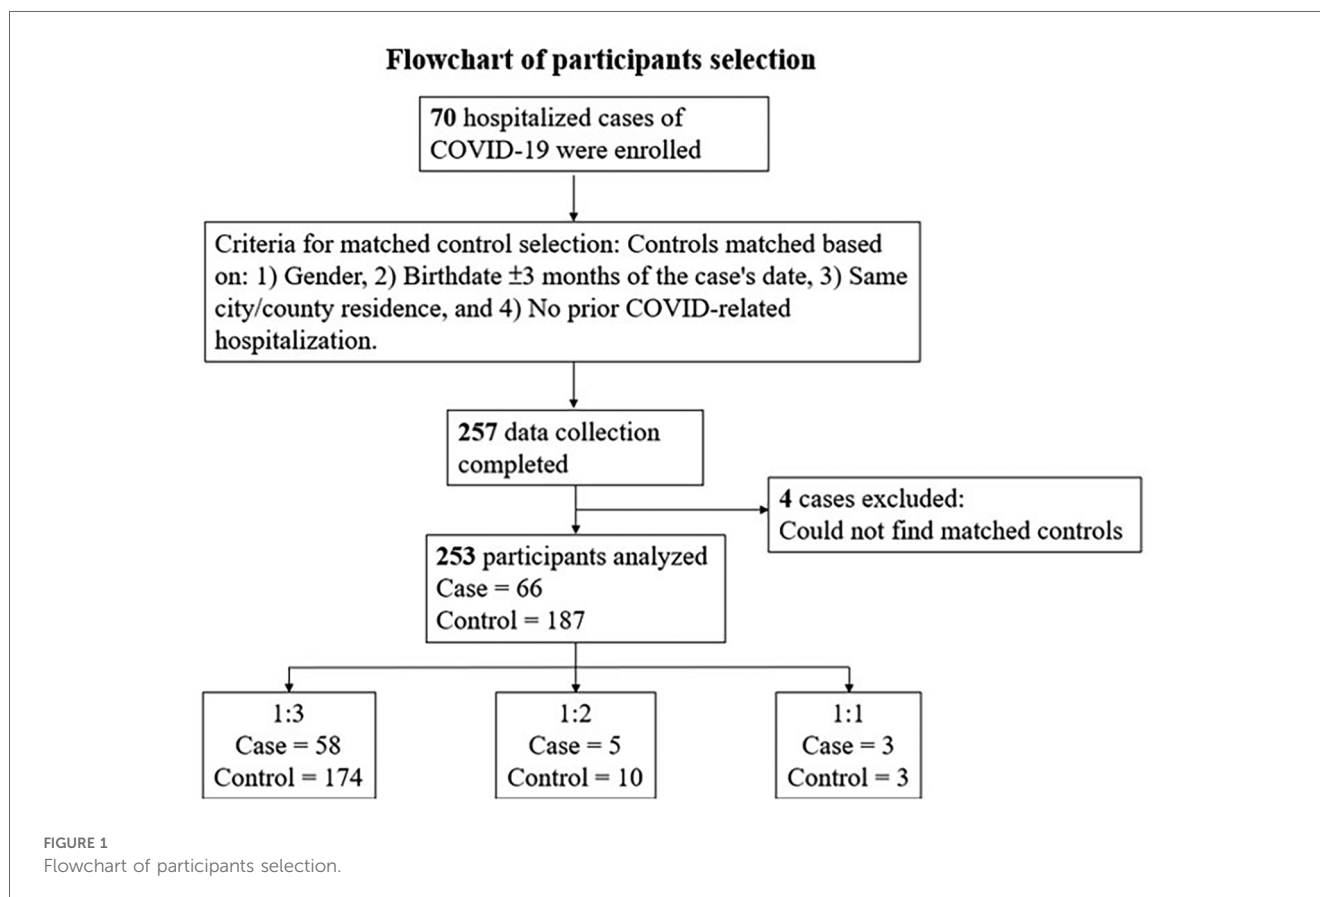 Flowchart of participants selection
70 hospitalized cases of
COVID-19 were enrolled
Criteria for matched control selection: Controls matched based
on: 1) Gender, 2) Birthdate ±3 months of the case's date, 3) Same
city/county residence, and 4) No prior COVID-related
hospitalization.
257 data collection
completed
4 cases excluded:
Could not find matched controls
253 participants analyzed
Case = 66
Control = 187
1:3
Case = 58
Control = 174
1:2
Case = 5
Control = 10
1:1
Case = 3
Control = 3
FIGURE 1
Flowchart of participants selection.